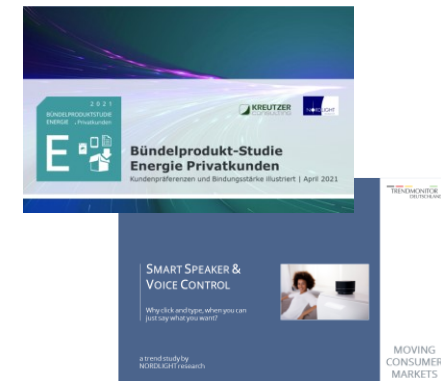 2021
BÜNDELPRODUKTSTUDIE
ENERGIE Privatkunden
E
KREUTZER
consulting
NORDLIGHT
Bündelprodukt-Studie
Energie Privatkunden
Kundenpräferenzen und Bindungsstärke illustriert | April 2021
TRENDMONITOR
DEUTSCHLAND
SMART SPEAKER &
VOICE CONTROL
Why click and type, when you can
just say what you want?
a trend study by
NORDLIGHT research
MOVING
CONSUMER
MARKETS